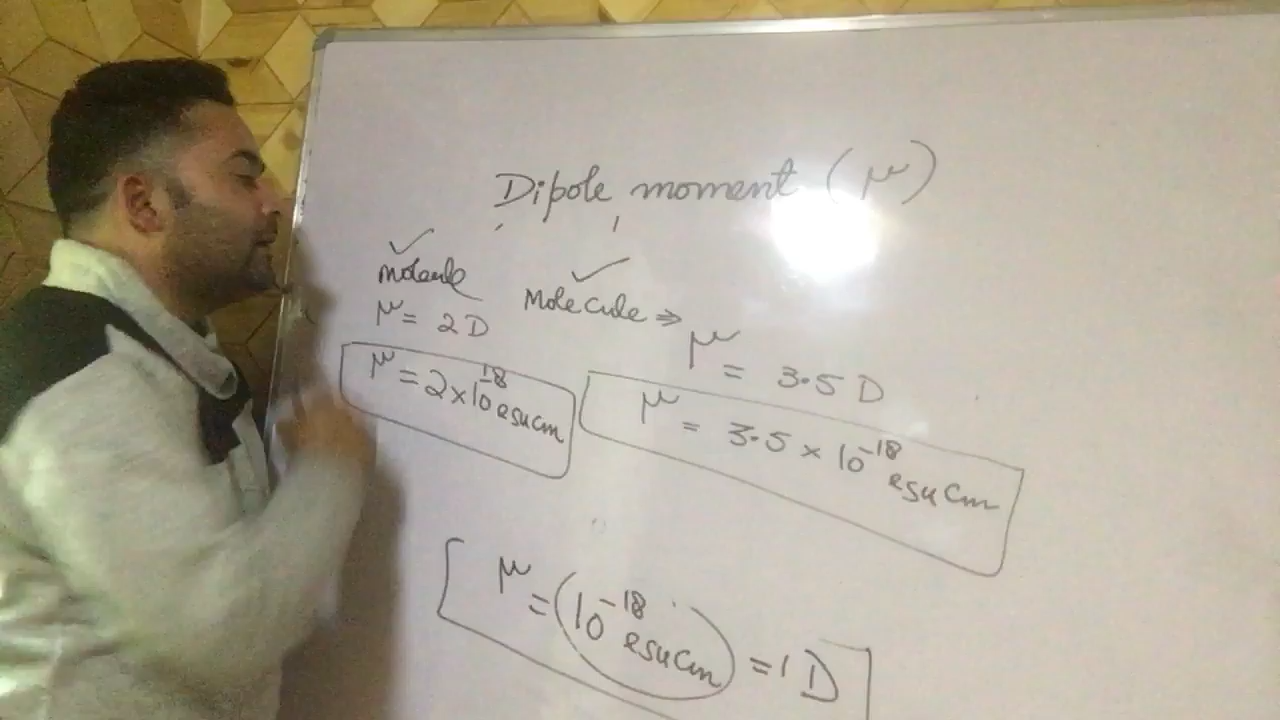 Dipole moment (μ)
✓
molecule
μ = 2D
μ = 2×10⁻¹⁸ esu cm
✓
Molecule ⇒
μ = 3.5 D
μ = 3.5 × 10⁻¹⁸
esu cm
μ = (10⁻¹⁸ esu cm) = 1 D